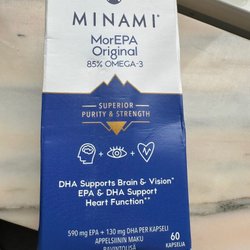 MINAMI®
MorEPA
Original
85% OMEGA-3
SUPERIOR
PURITY & STRENGTH
DHA Supports Brain & Vision*
EPA & DHA Support
Heart Function**
590 mg EPA + 130 mg DHA PER KAPSELI
APPELSIININ MAKU
RAVINTOLISÄ
60
KAPSELIA